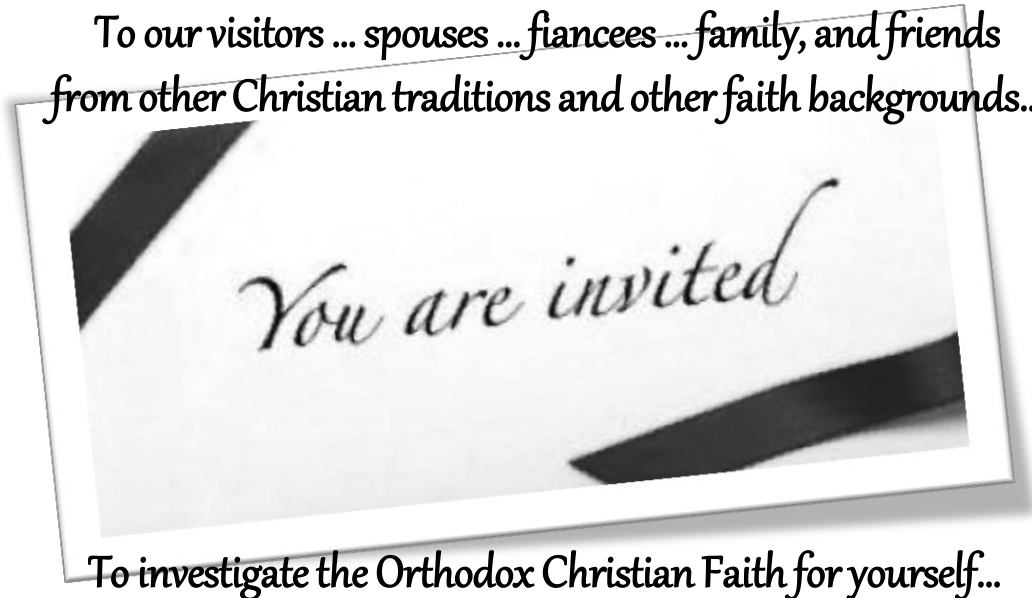 To our visitors ... spouses ... fiancees ... family, and friends
from other Christian traditions and other faith backgrounds..
You are invited
To investigate the Orthodox Christian Faith for yourself...